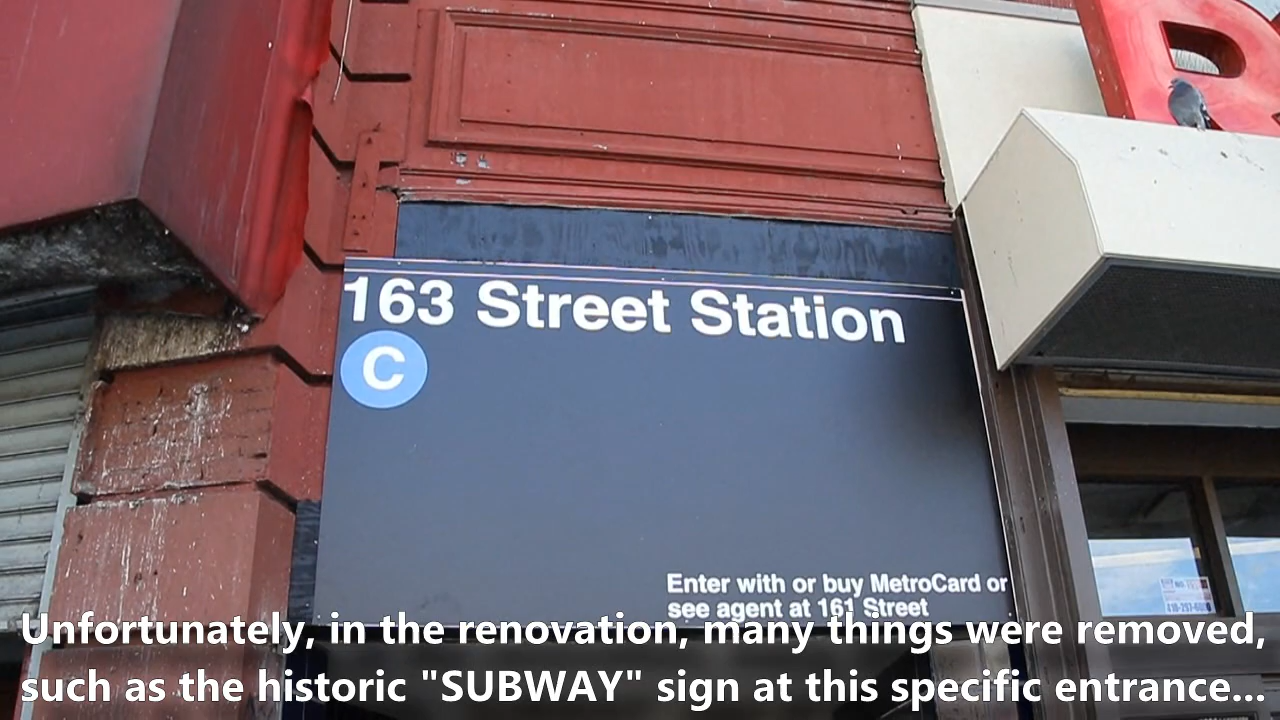 R
163 Street Station
C
Enter with or buy MetroCard or
see agent at 161 Street
Unfortunately, in the renovation, many things were removed,
such as the historic "SUBWAY" sign at this specific entrance...